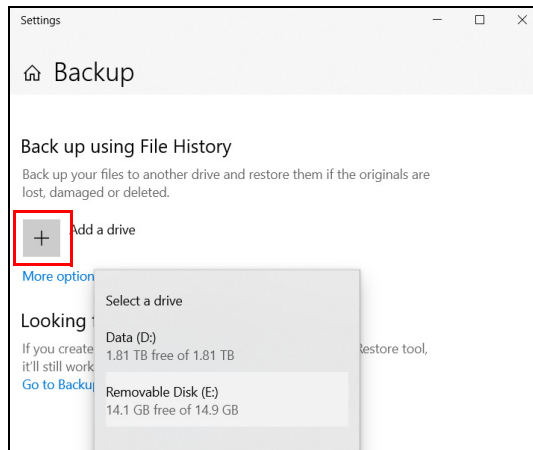 Settings
Backup
Back up using File History
Back up your files to another drive and restore them if the originals are
lost, damaged or deleted.
Add a drive
More option
Select a drive
Looking
Data (D:)
1.81 TB free of 1.81 TB
If you create
Restore tool,
it'll still work
Go to Backu
Removable Disk (E:)
14.1 GB free of 14.9 GB